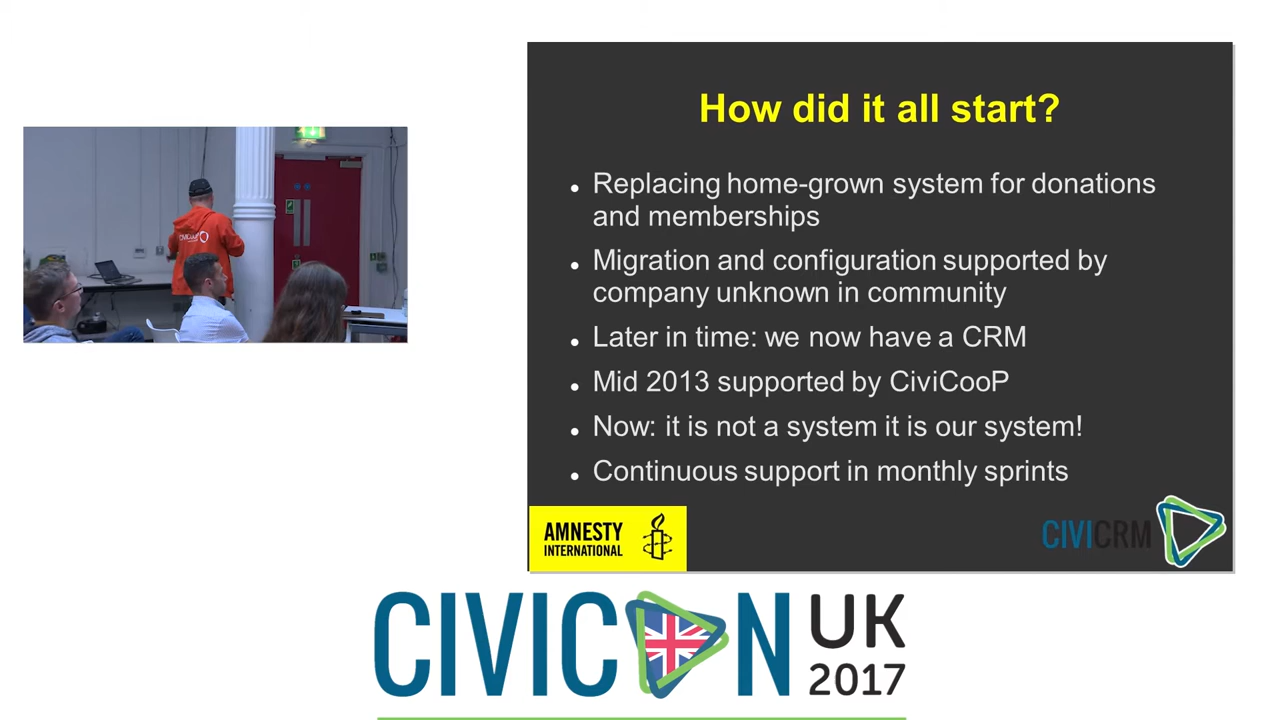 How did it all start?
Replacing home-grown system for donations
and memberships
Migration and configuration supported by
company unknown in community
Later in time: we now have a CRM
Mid 2013 supported by CiviCooP
Now: it is not a system it is our system!
Continuous support in monthly sprints
AMNESTY
INTERNATIONAL
CIVICRM
CIVICON UK
2017